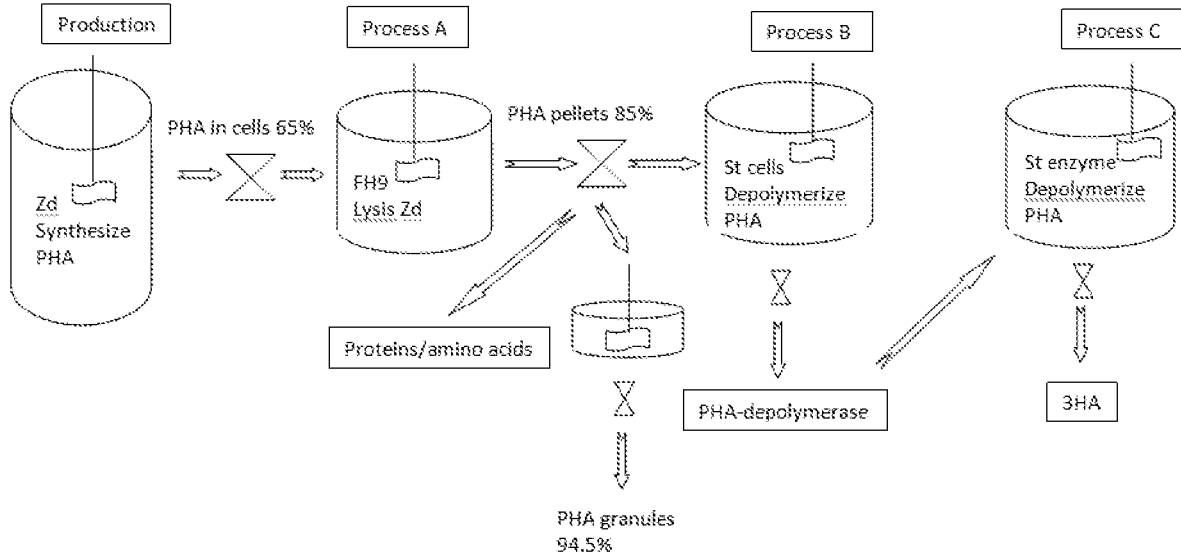 Production
Process A
Process B
Process C
PHA in cells 65%
PHA pellets 85%
Zd
Synthesize
PHA
FH9
Lysis Zd
St cells
Depolymerize
PHA
St enzyme
Depolymerize
PHA
Proteins/amino acids
PHA-depolymerase
3HA
PHA granules
94.5%